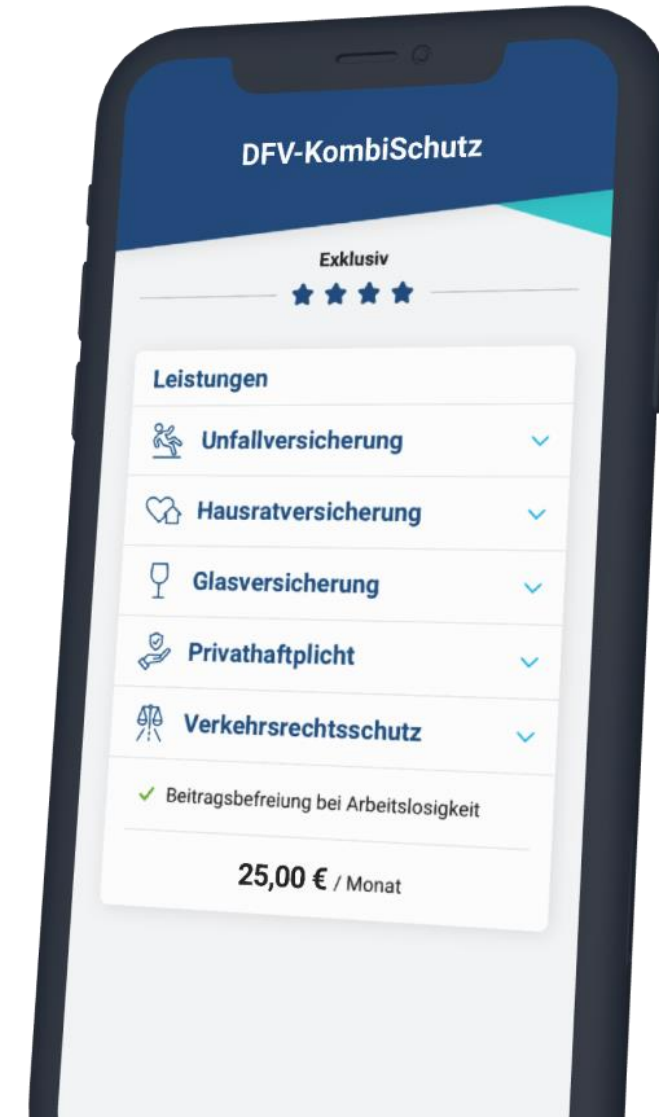 DFV-KombiSchutz
Exklusiv
Leistungen
Unfallversicherung
Hausratversicherung
Glasversicherung
Privathaftplicht
Verkehrsrechtsschutz
Beitragsbefreiung bei Arbeitslosigkeit
25,00 € / Monat